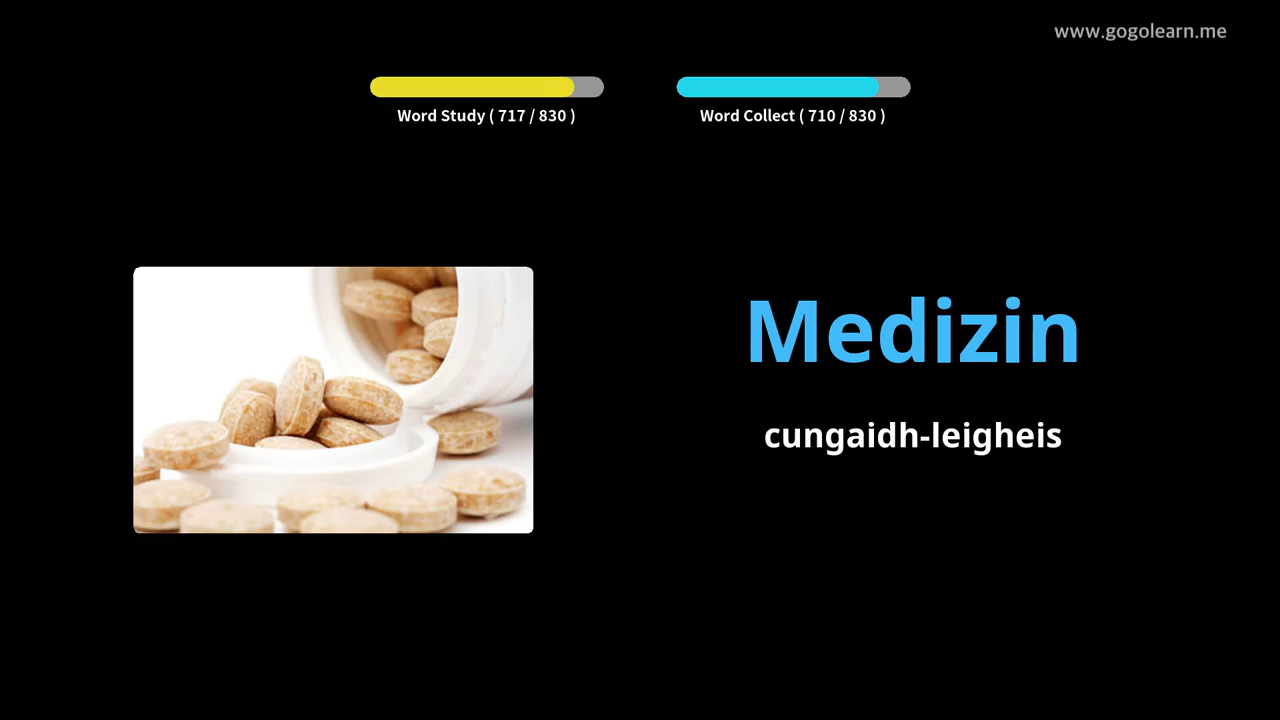 www.gogolearn.me
Word Study ( 717 / 830 )
Word Collect ( 710 / 830 )
Medizin
cungaidh-leigheis